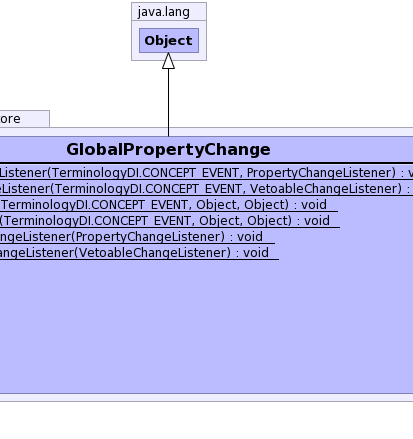 java.lang
Object
ore
GlobalPropertyChange
Listener(TerminologyDI.CONCEPT_EVENT, PropertyChangeListener) : v
eListener(TerminologyDI.CONCEPT_EVENT, VetoableChangeListener) :
(TerminologyDI.CONCEPT_EVENT, Object, Object) : void
(TerminologyDI.CONCEPT_EVENT, Object, Object) : void
ngeListener(PropertyChangeListener) : void
angeListener(VetoableChangeListener) : void